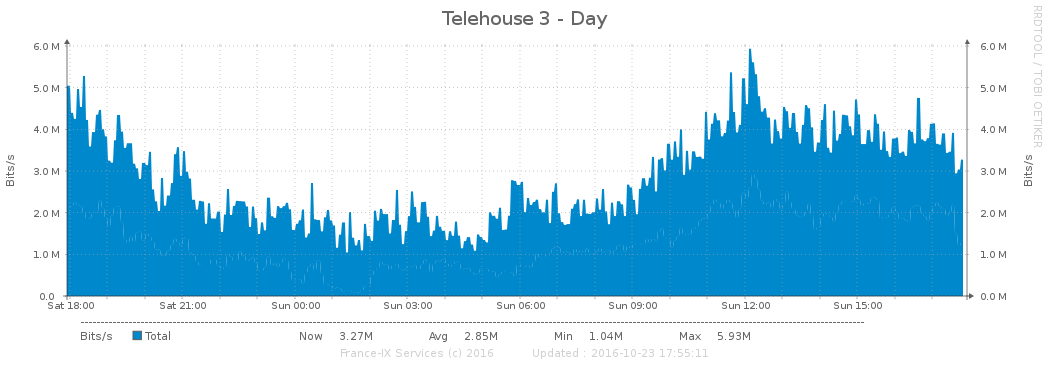 Telehouse 3 - Day
RRDTOOL / TOBI OETIKER
6.0 M 6.0 M
5.0 M 5.0 M
4.0 M 4.0 M
3.0 M 3.0 M
2.0 M 2.0 M
1.0 M 1.0 M
0.0 0.0 M
Bits/s Bits/s
Sat 18:00 Sat 21:00 Sun 00:00 Sun 03:00 Sun 06:00 Sun 09:00 Sun 12:00 Sun 15:00
Bits/s Total Now 3.27M Avg 2.85M Min 1.04M Max 5.93M
France-IX Services (c) 2016 Updated : 2016-10-23 17:55:11